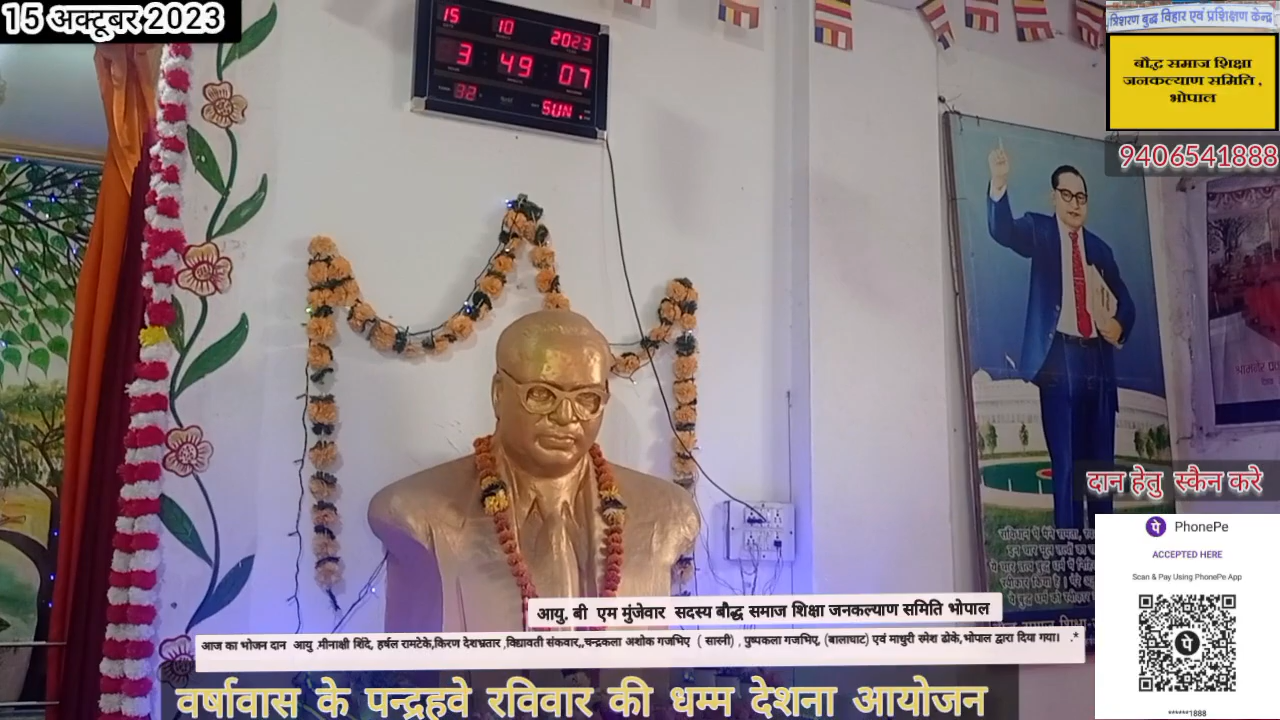 15 अक्टूबर 2023
15 10 2023
3 49 07
32 SUN
त्रिशरण बुद्ध विहार एवं प्रशिक्षण केन्द्र
बौद्ध समाज शिक्षा
जनकल्याण समिति ,
भोपाल
9406541888
दान हेतु स्कैन करे
PhonePe
ACCEPTED HERE
Scan & Pay Using PhonePe App
******1888
आयु. बी एम मुंजेवार सदस्य बौद्ध समाज शिक्षा जनकल्याण समिति भोपाल
आज का भोजन दान आयु .मीनाक्षी शिंदे, हर्षल रामटेके,किरण देशभ्रतार ,विद्यावती संकवार,,चन्द्रकला अशोक गजभिए ( सास्नी) , पुष्पकला गजभिए, (बालाघाट) एवं माधुरी रमेश ढोके,भोपाल द्वारा दिया गया। .*
वर्षावास के पन्द्रहवे रविवार की धम्म देशना आयोजन